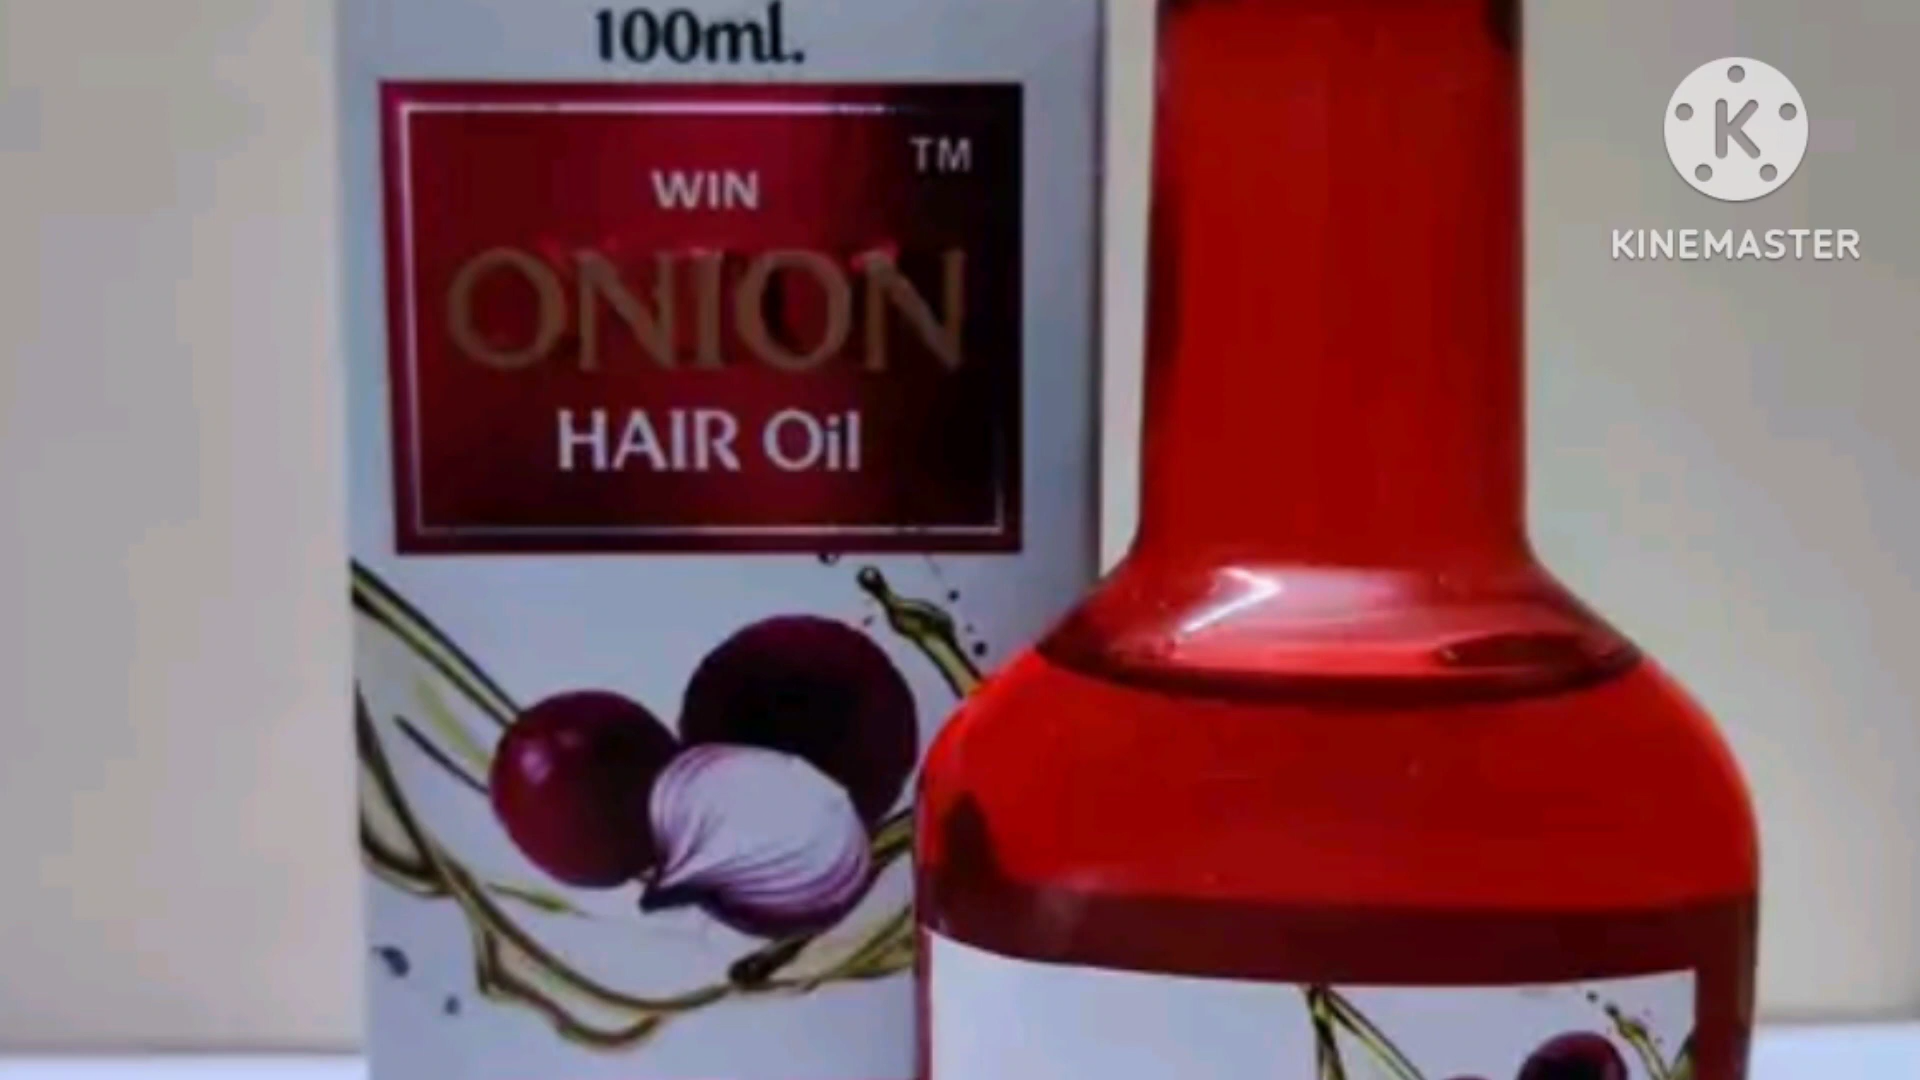 100ml.
TM
WIN
ONION
HAIR Oil
K
KINEMASTER